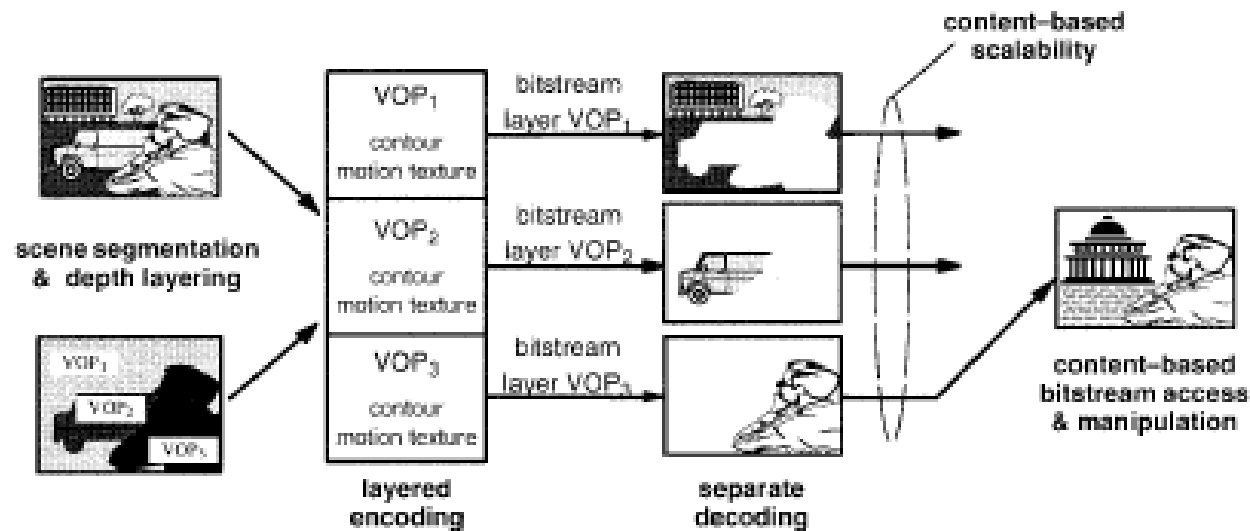 content–based
scalability
scene segmentation
& depth layering
VOP1
VOP2
VOP3
VOP1
contour
motion texture
VOP2
contour
motion texture
VOP3
contour
motion texture
layered
encoding
bitstream
layer VOP1
bitstream
layer VOP2
bitstream
layer VOP3
separate
decoding
content–based
bitstream access
& manipulation